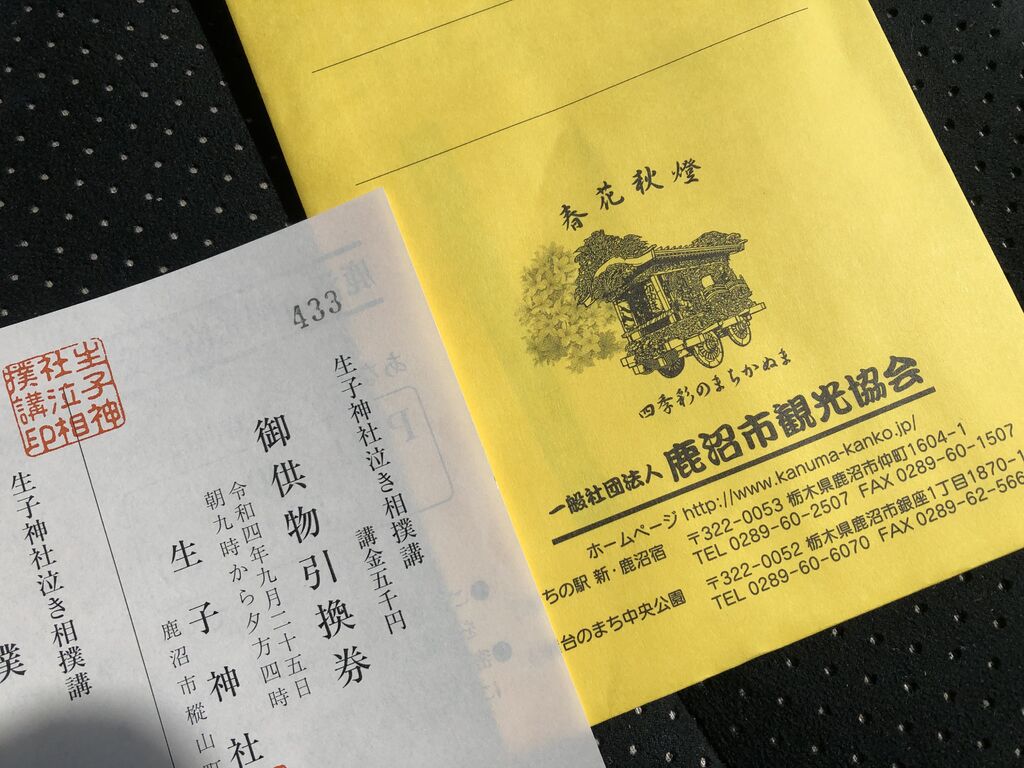 春花秋燈
四季彩のまちかぬま
一般社団法人 鹿沼市観光協会
ホームページ http://www.kanuma-kanko.jp/
ちの駅 新・鹿沼宿 〒322-0053 栃木県鹿沼市仲町1604-1
TEL 0289-60-2507 FAX 0289-60-1507
台のまち中央公園 〒322-0052 栃木県鹿沼市銀座1丁目1870-1
TEL 0289-60-6070 FAX 0289-62-566
433
生子神社泣き相撲講 講金五千円
御供物引換券
令和四年九月二十五日
朝九時から夕方四時
生子神社
鹿沼市樅山町
生子神
社泣相
撲講印
生子神社泣き相撲講
撲